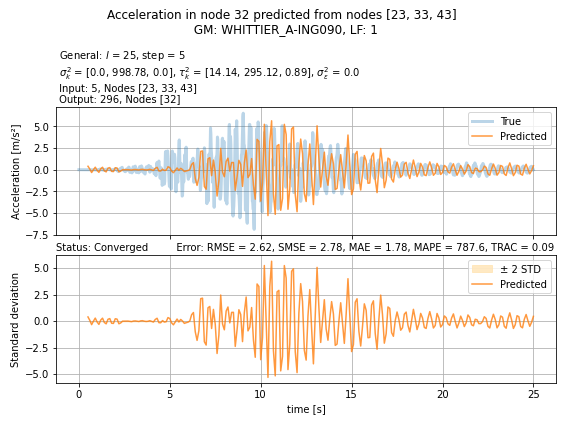 Acceleration in node 32 predicted from nodes [23, 33, 43]
GM: WHITTIER_A-ING090, LF: 1
General: l = 25, step = 5
σ²ₖ = [0.0, 998.78, 0.0], τ²ₖ = [14.14, 295.12, 0.89], σ²ε = 0.0
Input: 5, Nodes [23, 33, 43]
Output: 296, Nodes [32]
Acceleration [m/s²]
5.0
2.5
0.0
−2.5
−5.0
−7.5
True
Predicted
Status: Converged
Error: RMSE = 2.62, SMSE = 2.78, MAE = 1.78, MAPE = 787.6, TRAC = 0.09
Standard deviation
5.0
2.5
0.0
−2.5
−5.0
± 2 STD
Predicted
0
5
10
15
20
25
time [s]